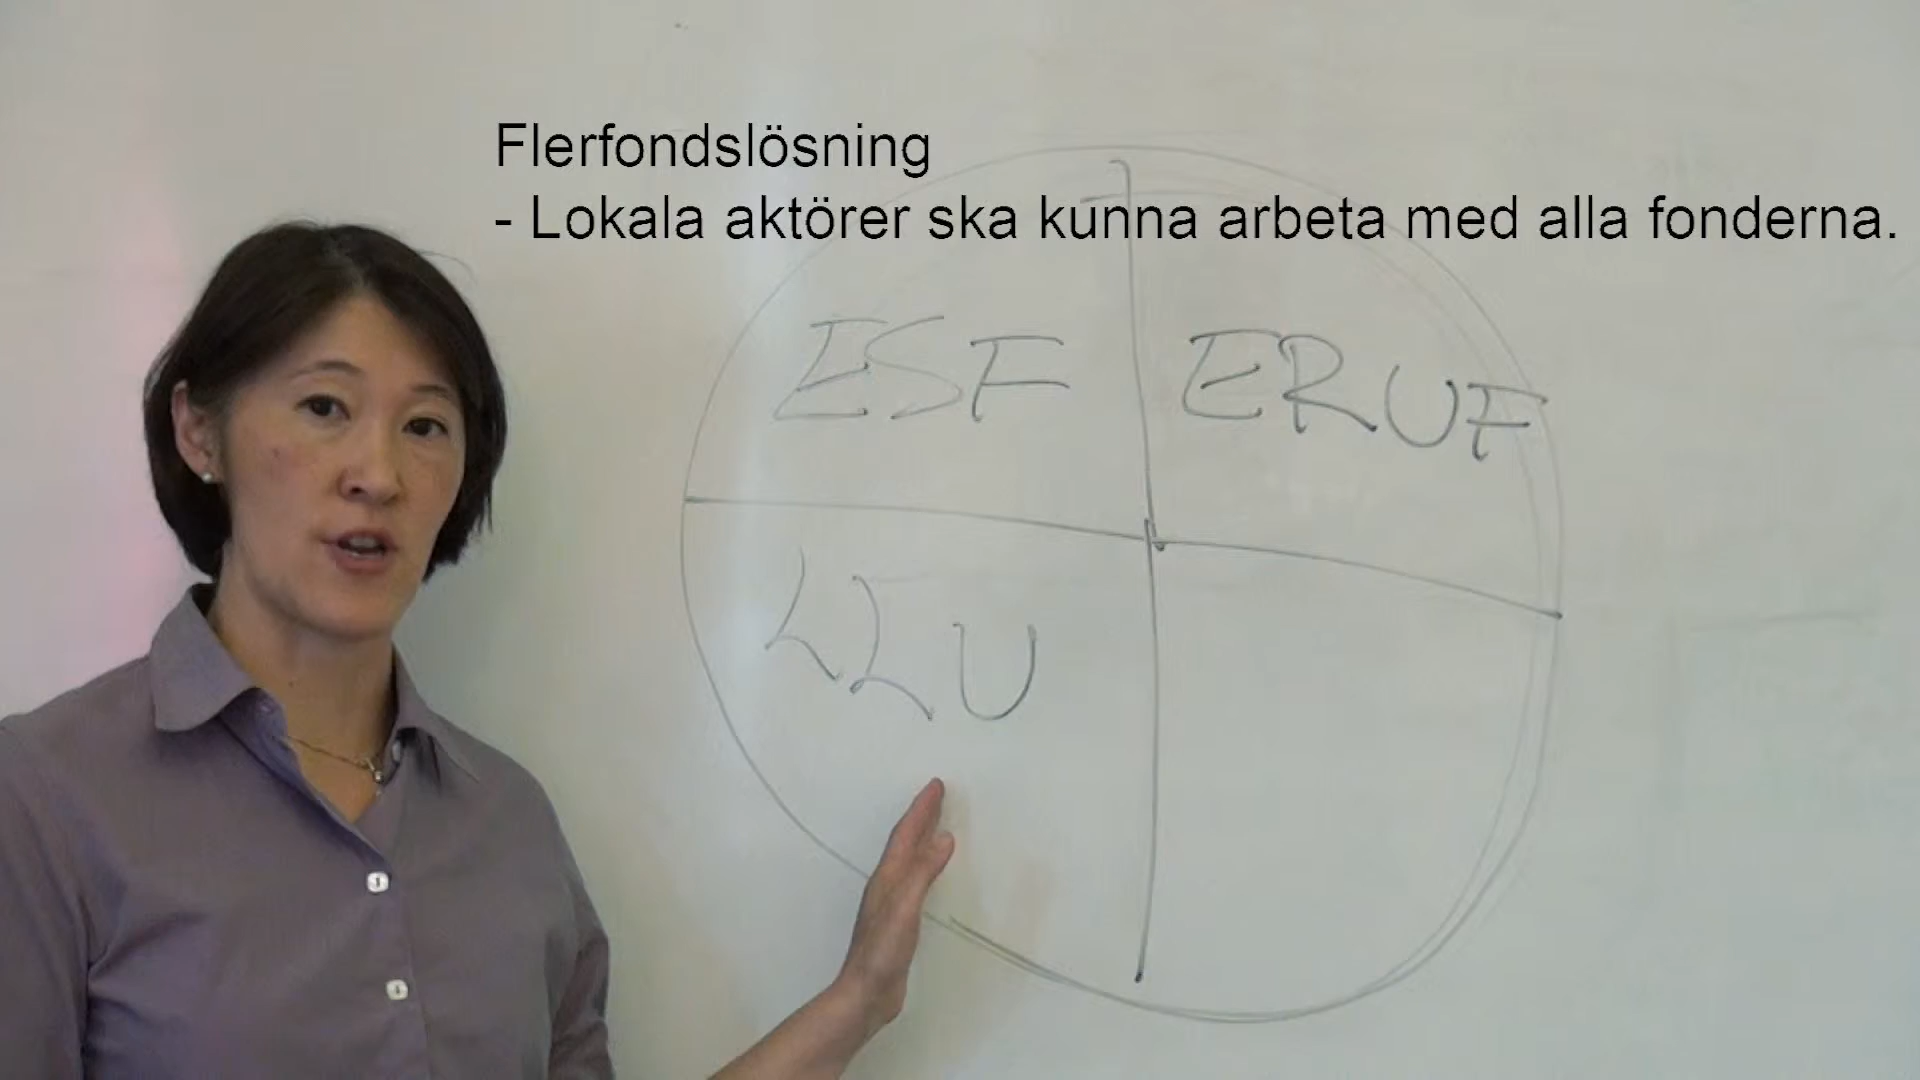 Flerfondslösning
- Lokala aktörer ska kunna arbeta med alla fonderna.
ESF
ERUF
LLU